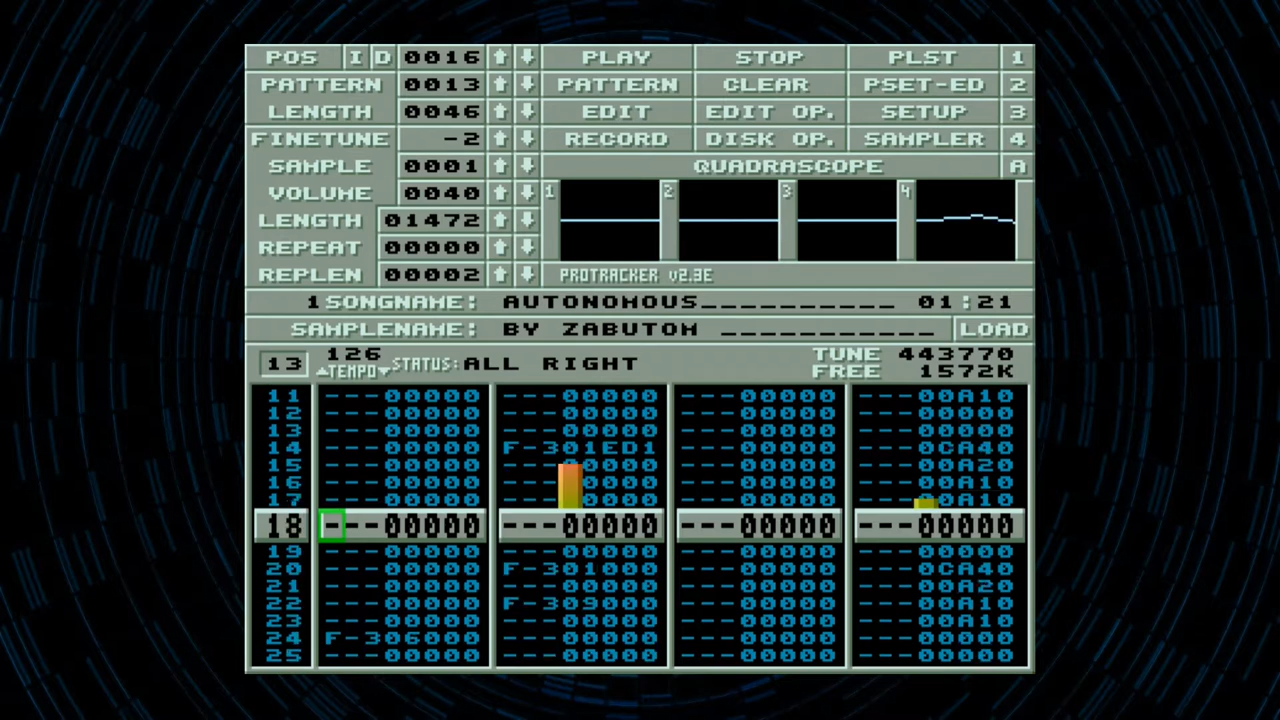 POS I D 0016 PLAY STOP PLST 1
PATTERN 0013 PATTERN CLEAR PSET-ED 2
LENGTH 0046 EDIT EDIT OP. SETUP 3
FINETUNE -2 RECORD DISK OP. SAMPLER 4
SAMPLE 0001 QUADRASCOPE A
VOLUME 0040 1 2 3 4
LENGTH 01472
REPEAT 00000
REPLEN 00002 PROTRACKER V2.3E
1 SONGNAME: AUTONOMOUS__________ 01:21
SAMPLENAME: BY ZABUTOM ___________ LOAD
13 126 TEMPO STATUS: ALL RIGHT TUNE 443770
FREE 1572K
11 ---00000 ---00000 ---00000 ---00A10
12 ---00000 ---00000 ---00000 ---00000
13 ---00000 ---00000 ---00000 ---00000
14 ---00000 F-301ED1 ---00000 ---0CA40
15 ---00000 ---00000 ---00000 ---00A20
16 ---00000 ---00000 ---00000 ---00A10
17 ---00000 ---00000 ---00000 ---00A10
18 ---00000 ---00000 ---00000 ---00000
19 ---00000 ---00000 ---00000 ---00000
20 ---00000 F-301000 ---00000 ---0CA40
21 ---00000 ---00000 ---00000 ---00A20
22 ---00000 F-309000 ---00000 ---00A10
23 ---00000 ---00000 ---00000 ---00A10
24 F-306000 ---00000 ---00000 ---00000
25 ---00000 ---00000 ---00000 ---00000